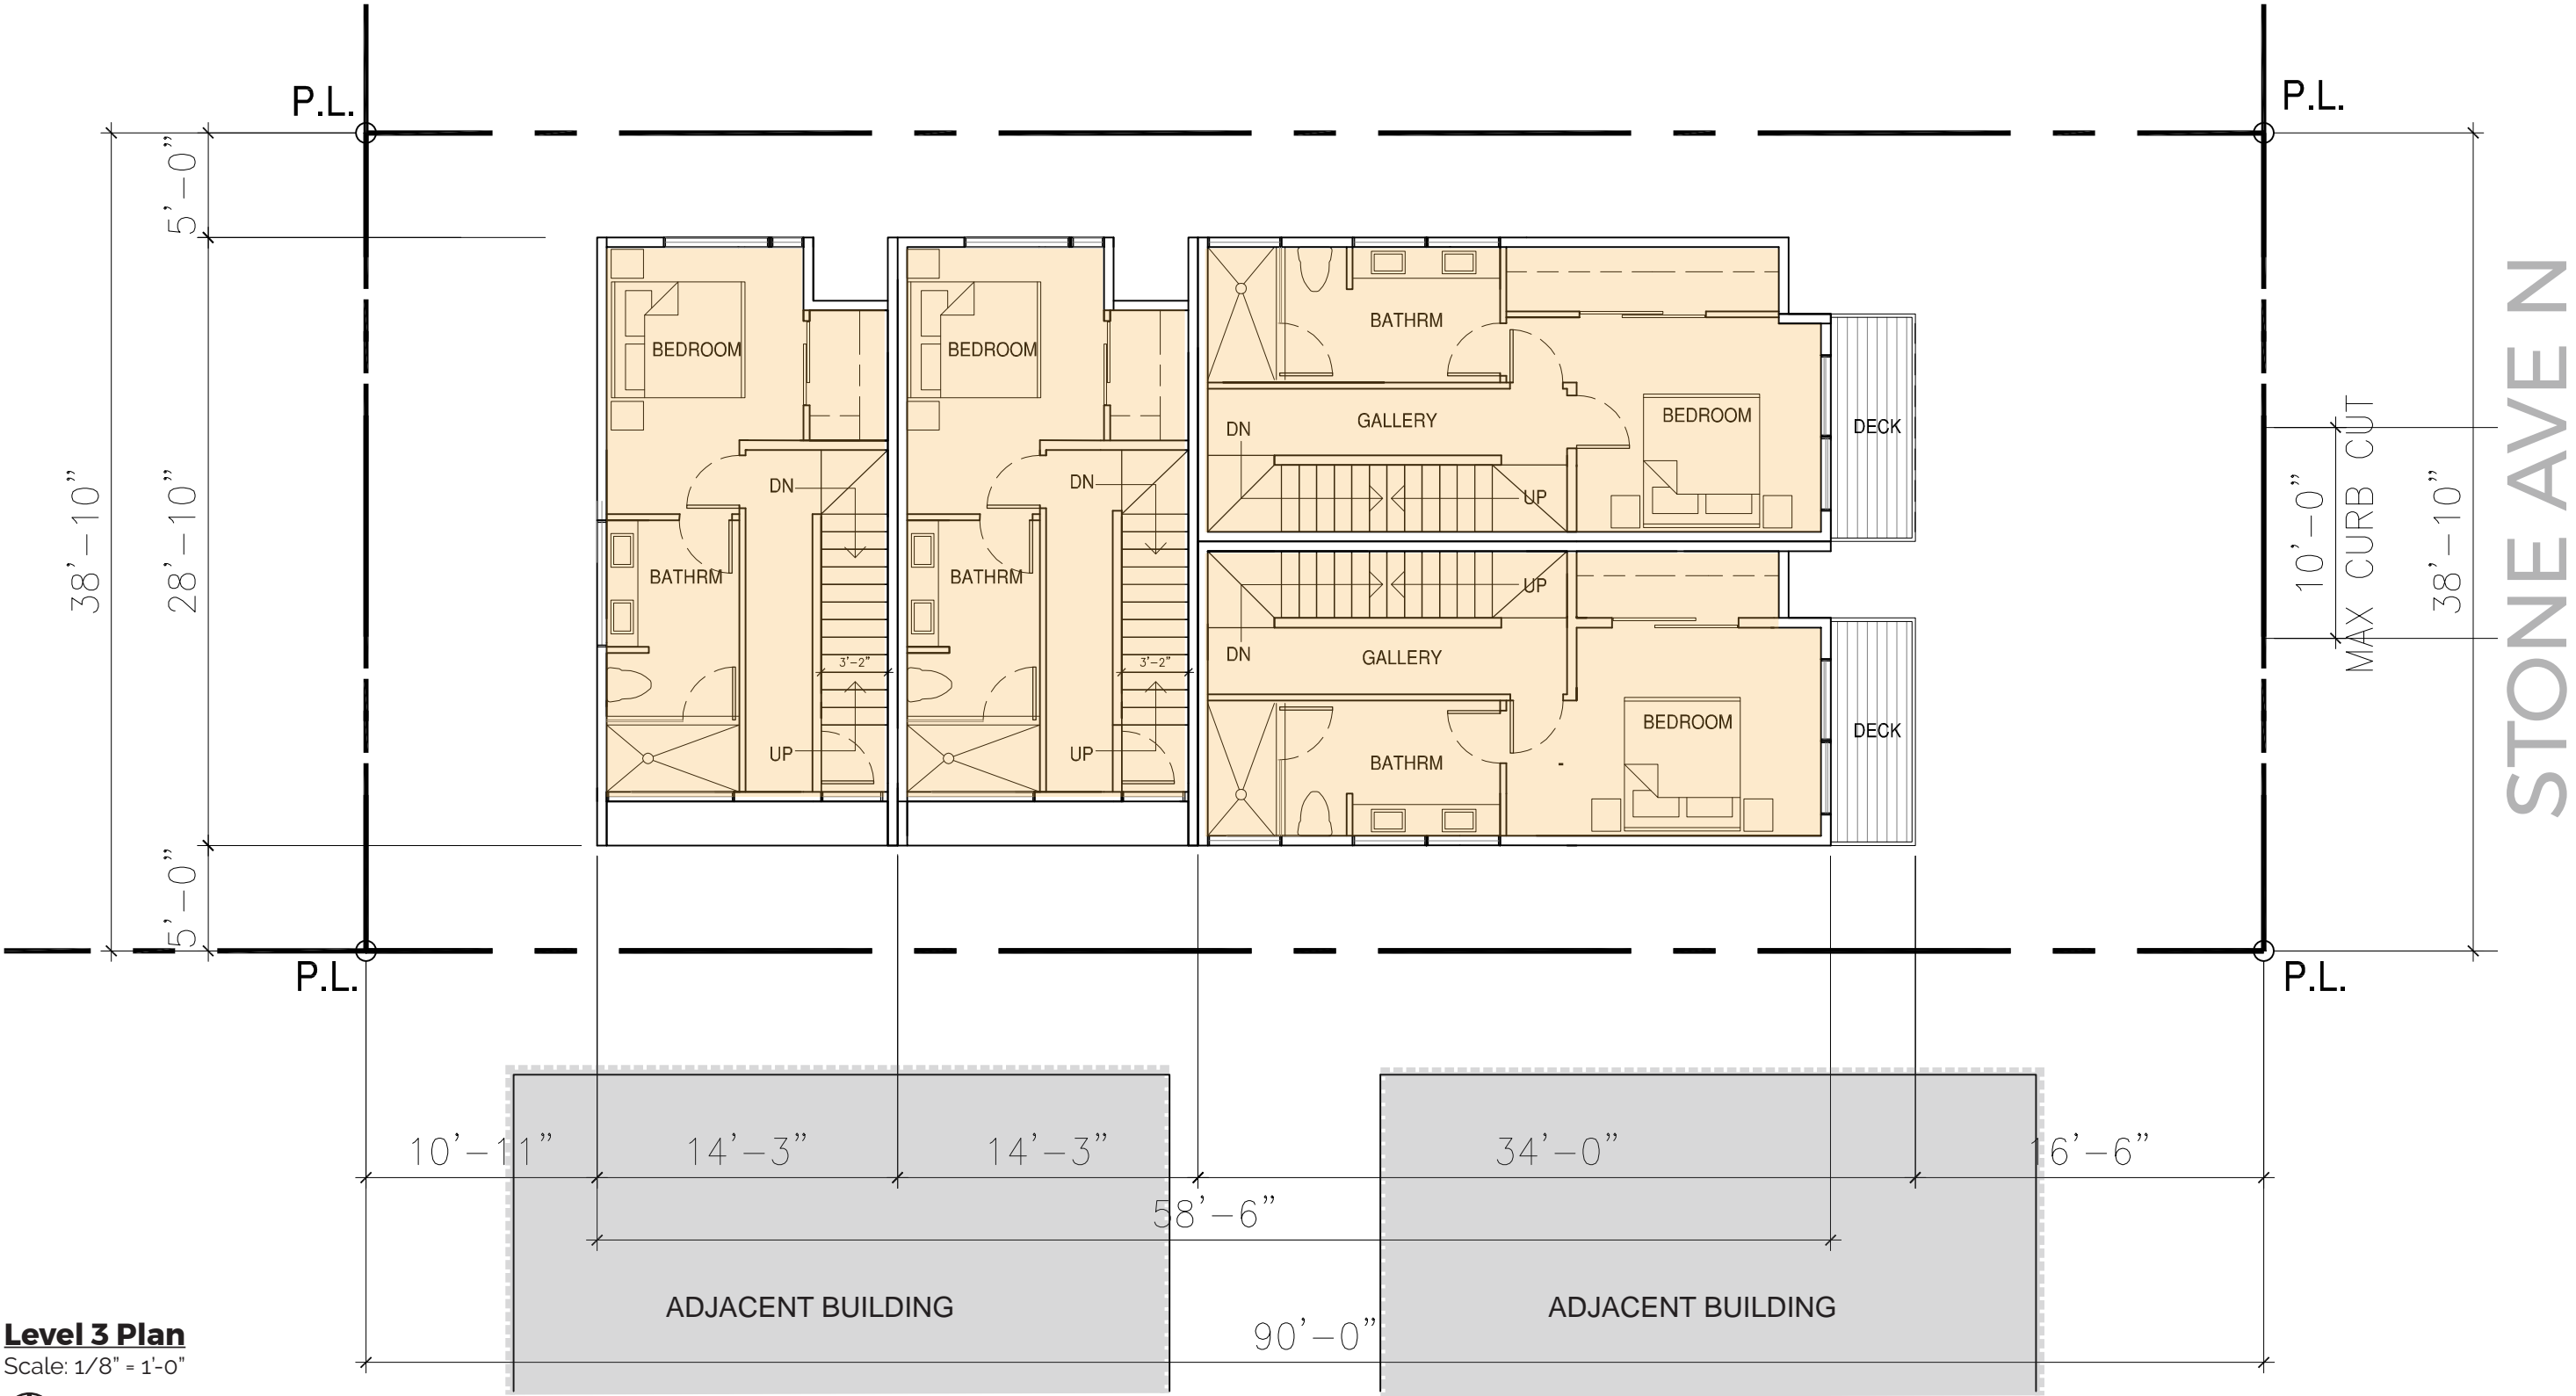 P.L.
P.L.
5'-0"
38'-10"
28'-10"
5'-0"
BEDROOM
BEDROOM
BATHRM
GALLERY
BEDROOM
DECK
DN
DN
DN
UP
BATHRM
BATHRM
UP
DN
GALLERY
3'-2"
3'-2"
UP
UP
BATHRM
BEDROOM
DECK
10'-0"
MAX CURB CUT
38'-10"
STONE AVE N
P.L.
P.L.
10'-11"
14'-3"
14'-3"
34'-0"
16'-6"
58'-6"
ADJACENT BUILDING
ADJACENT BUILDING
90'-0"
Level 3 Plan
Scale: 1/8" = 1'-0"